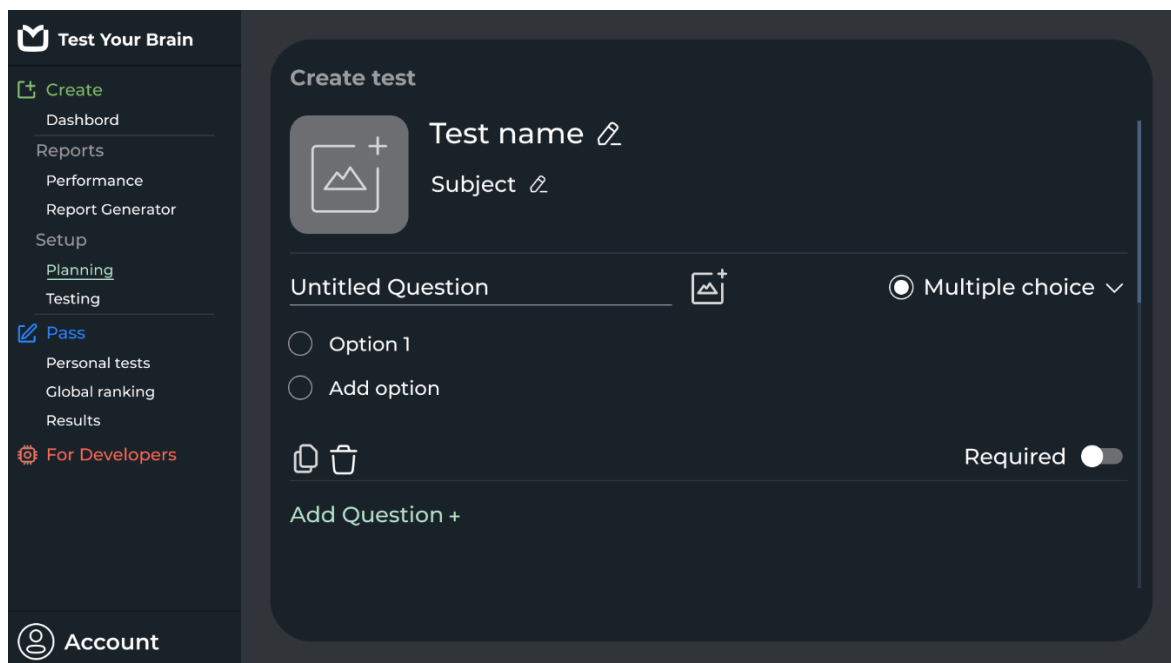 Test Your Brain
Create
Dashbord
Reports
Performance
Report Generator
Setup
Planning
Testing
Pass
Personal tests
Global ranking
Results
For Developers
Account
Create test
Test name
Subject
Untitled Question
Multiple choice
Option 1
Add option
Required
Add Question +